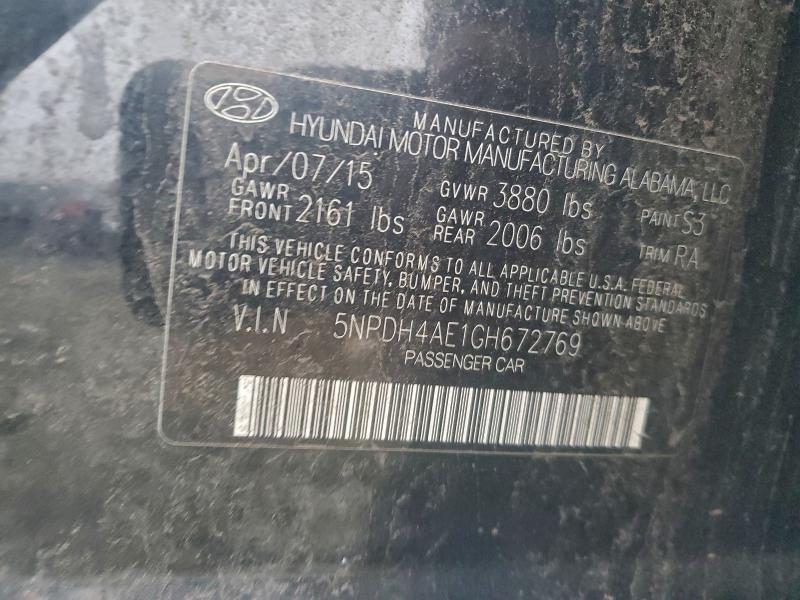 MANUFACTURED BY
HYUNDAI MOTOR MANUFACTURING ALABAMA, LLC
Apr/07/15 GVWR 3880 lbs PAINT S3
GAWR FRONT 2161 lbs GAWR REAR 2006 lbs TRIM RA
THIS VEHICLE CONFORMS TO ALL APPLICABLE U.S.A. FEDERAL
MOTOR VEHICLE SAFETY, BUMPER, AND THEFT PREVENTION STANDARDS
IN EFFECT ON THE DATE OF MANUFACTURE SHOWN ABOVE
V.I.N 5NPDH4AE1GH672769
PASSENGER CAR